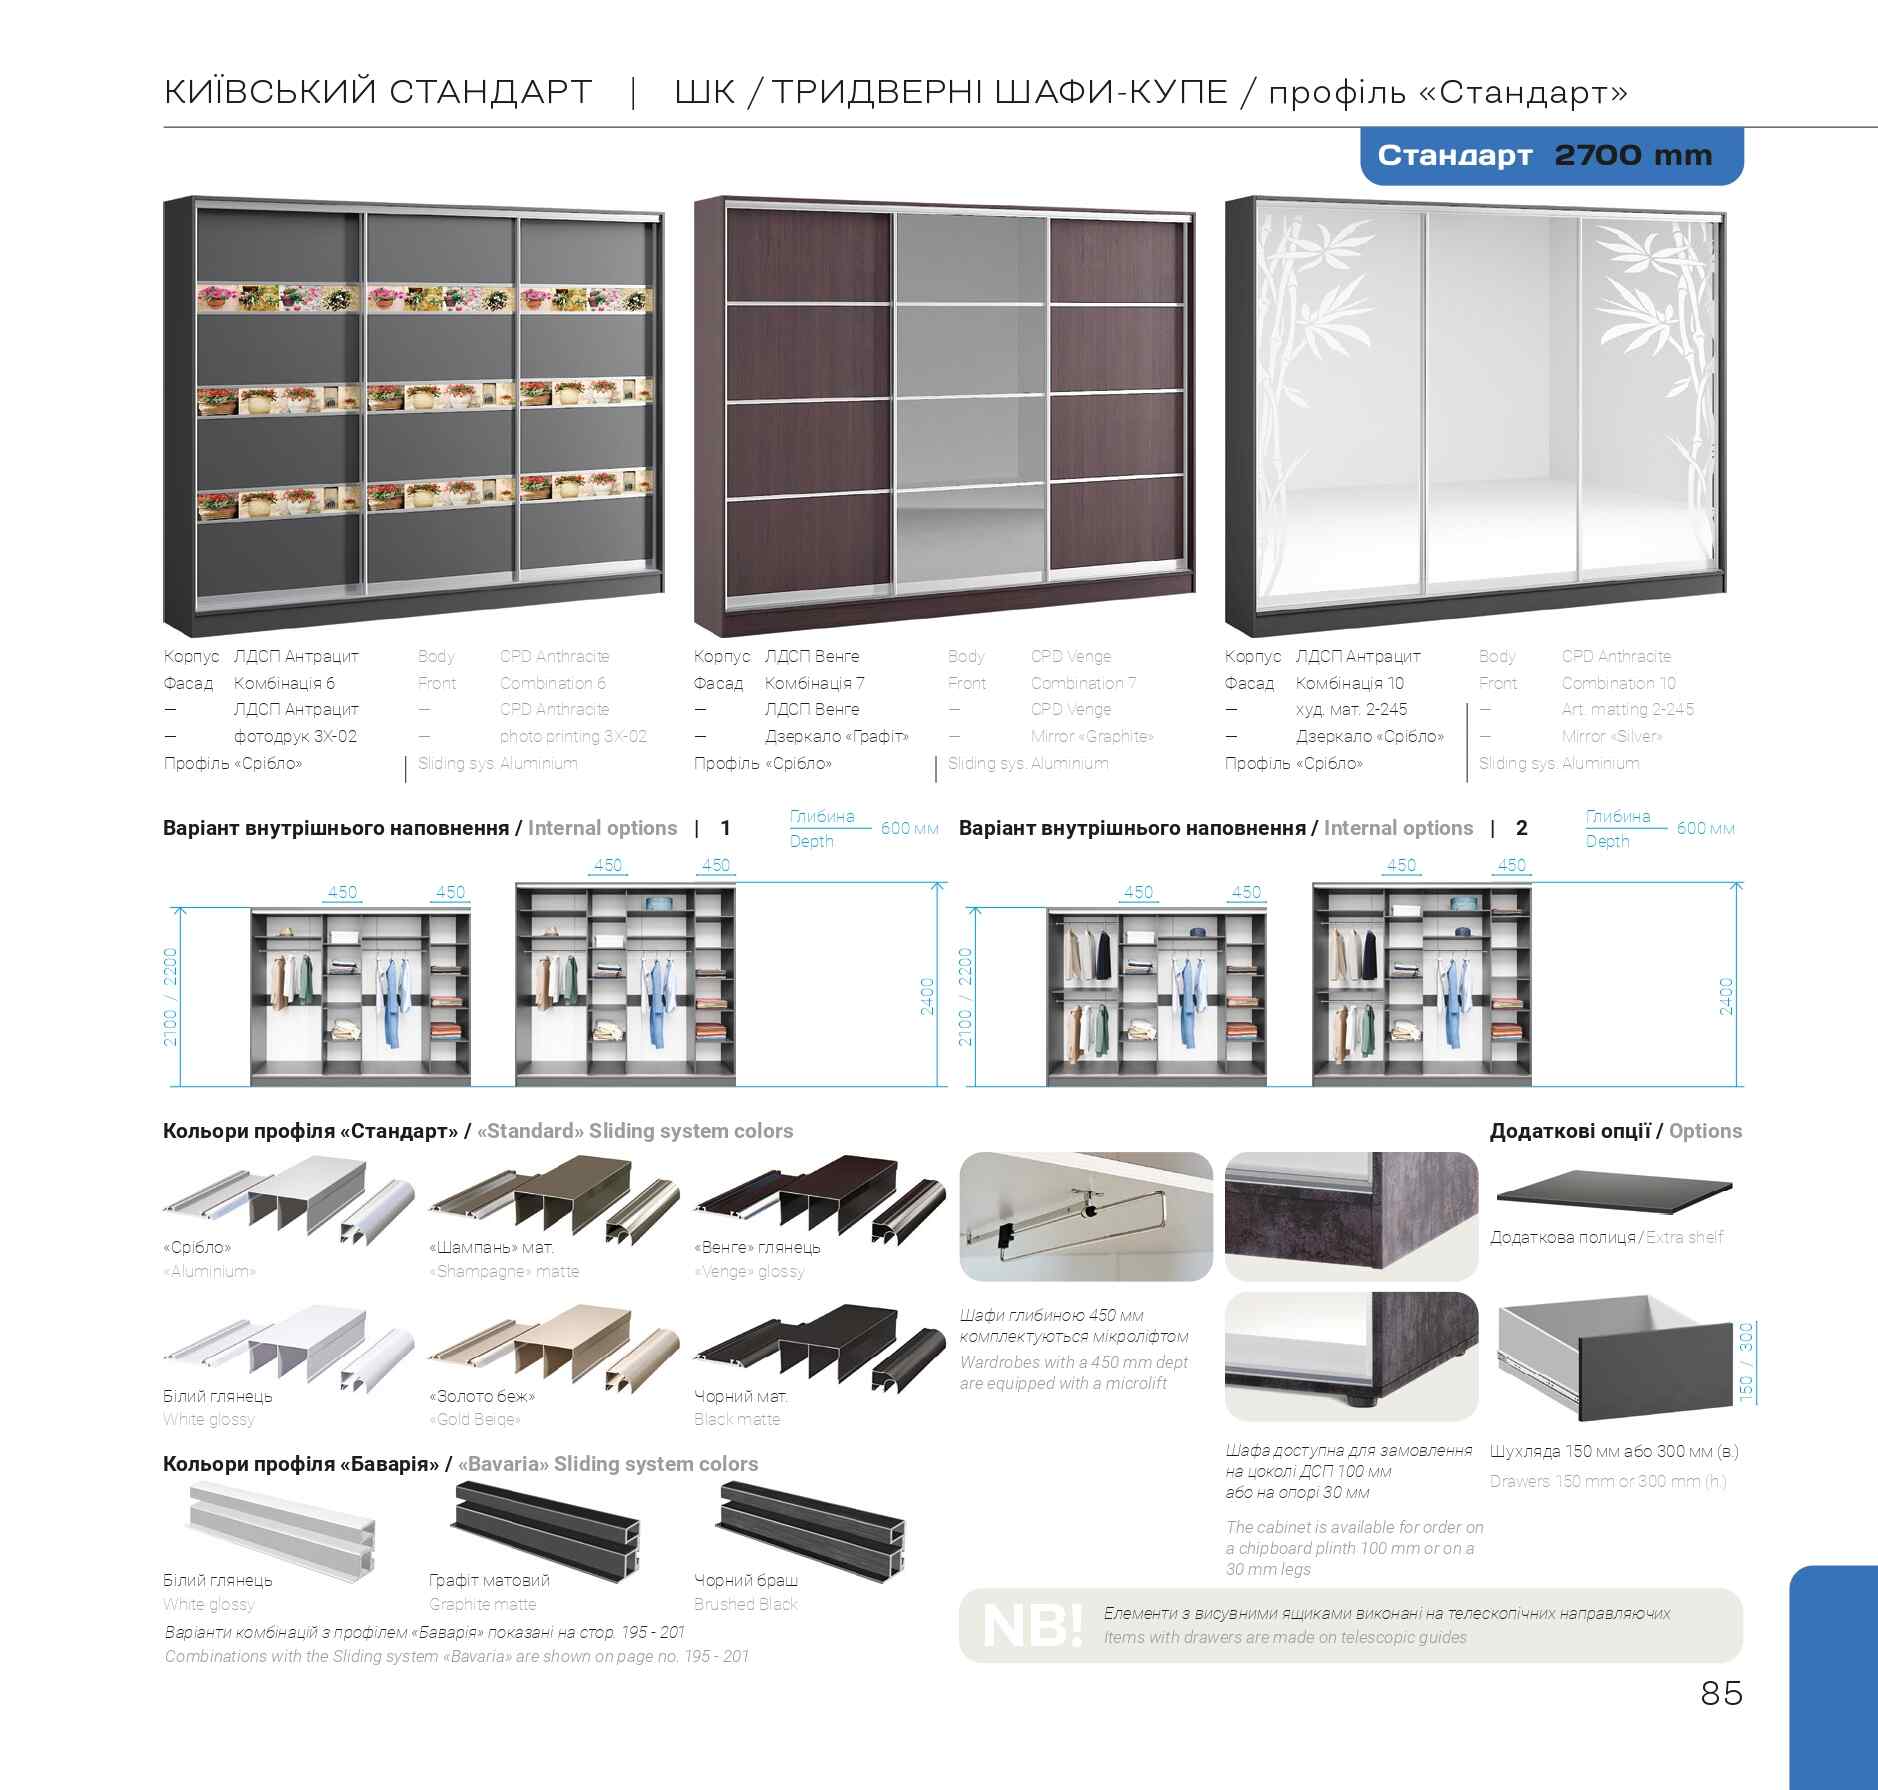 КИЇВСЬКИЙ СТАНДАРТ | ШК / ТРИДВЕРНІ ШАФИ-КУПЕ / профіль «Стандарт»
Стандарт 2700 mm
Корпус ЛДСП Антрацит Body CPD Anthracite
Фасад Комбінація 6 Front Combination 6
— ЛДСП Антрацит — CPD Anthracite
— фотодрук ЗХ-02 — photo printing ЗХ-02
Профіль «Срібло» Sliding sys. Aluminium
Корпус ЛДСП Венге Body CPD Venge
Фасад Комбінація 7 Front Combination 7
— ЛДСП Венге — CPD Venge
— Дзеркало «Графіт» — Mirror «Graphite»
Профіль «Срібло» Sliding sys. Aluminium
Корпус ЛДСП Антрацит Body CPD Anthracite
Фасад Комбінація 10 Front Combination 10
— худ. мат. 2-245 — Art. matting 2-245
— Дзеркало «Срібло» — Mirror «Silver»
Профіль «Срібло» Sliding sys. Aluminium
Варіант внутрішнього наповнення / Internal options | 1
Глибина
Depth
600 мм
450
450
450
450
2100 / 2200
2400
Варіант внутрішнього наповнення / Internal options | 2
Глибина
Depth
600 мм
450
450
450
450
2100 / 2200
2400
Кольори профіля «Стандарт» / «Standard» Sliding system colors
«Срібло»
«Aluminium»
«Шампань» мат.
«Shampagne» matte
«Венге» глянець
«Venge» glossy
Білий глянець
White glossy
«Золото беж»
«Gold Beige»
Чорний мат.
Black matte
Шафи глибиною 450 мм
комплектуються мікроліфтом
Wardrobes with a 450 mm dept
are equipped with a microlift
Шафа доступна для замовлення
на цоколі ДСП 100 мм
або на опорі 30 мм
The cabinet is available for order on
a chipboard plinth 100 mm or on a
30 mm legs
Додаткові опції / Options
Додаткова полиця / Extra shelf
150 / 300
Шухляда 150 мм або 300 мм (в.)
Drawers 150 mm or 300 mm (h.)
Кольори профіля «Баварія» / «Bavaria» Sliding system colors
Білий глянець
White glossy
Графіт матовий
Graphite matte
Чорний браш
Brushed Black
Варіанти комбінацій з профілем «Баварія» показані на стор. 195 - 201
Combinations with the Sliding system «Bavaria» are shown on page no. 195 - 201
NB!
Елементи з висувними ящиками виконані на телескопічних направляючих
Items with drawers are made on telescopic guides
85